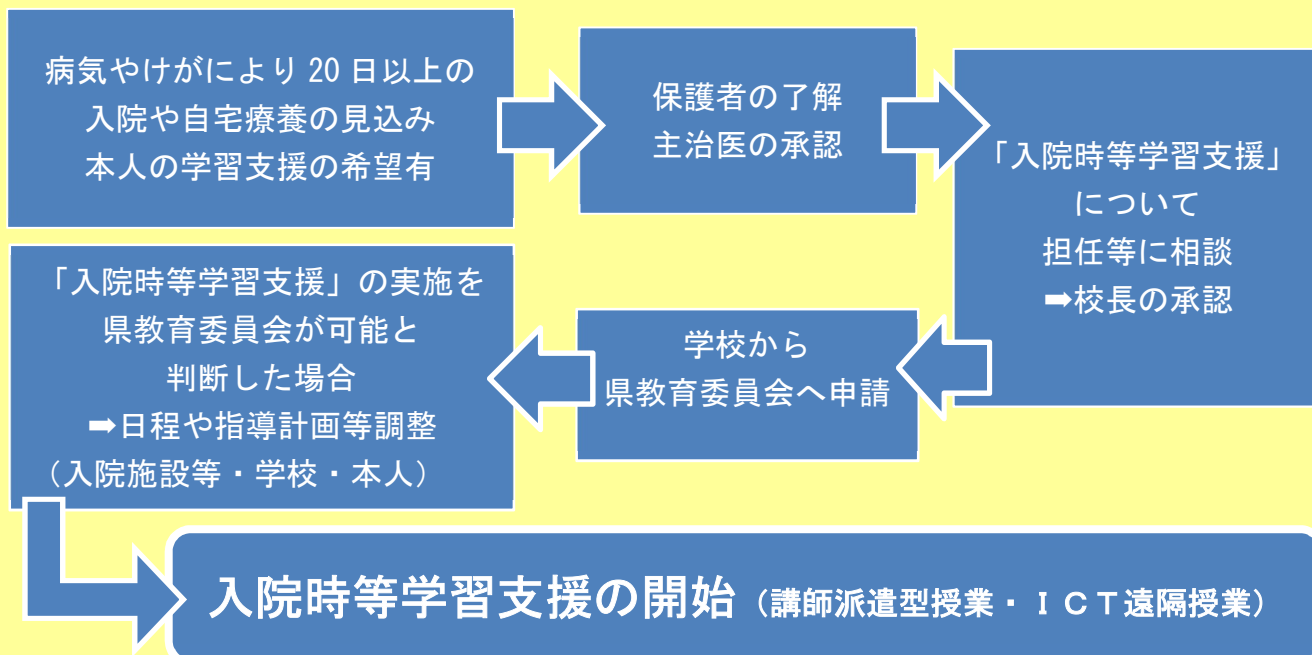 病気やけがにより 20 日以上の
入院や自宅療養の見込み
本人の学習支援の希望有
保護者の了解
主治医の承認
「入院時等学習支援」
について
担任等に相談
➡校長の承認
学校から
県教育委員会へ申請
「入院時等学習支援」の実施を
県教育委員会が可能と
判断した場合
➡日程や指導計画等調整
（入院施設等・学校・本人）
入院時等学習支援の開始（講師派遣型授業・ＩＣＴ遠隔授業）